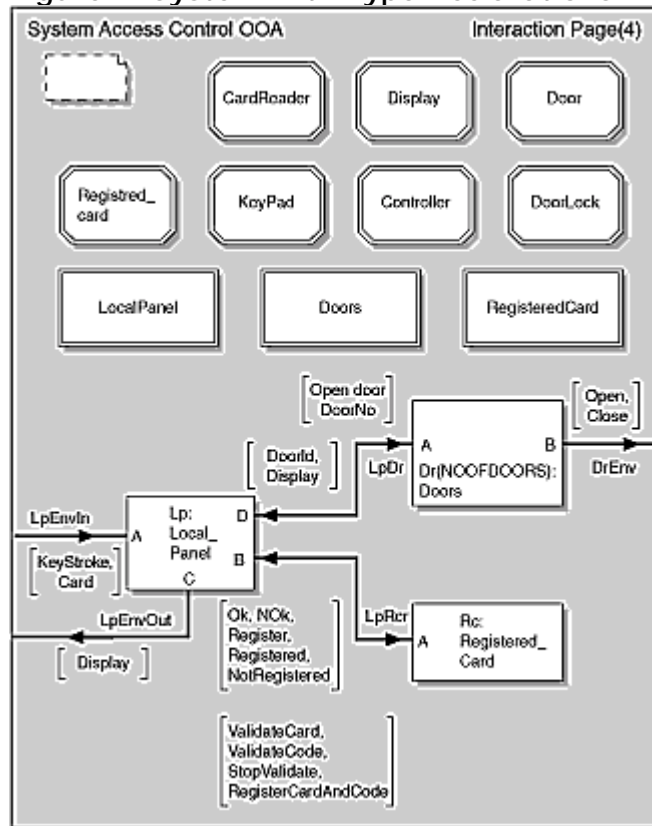 System Access Control OOA
Interaction Page(4)
CardReader
Display
Door
Registred_
card
KeyPad
Controller
DoorLock
LocalPanel
Doors
RegisteredCard
Open door
DoorNo
Open,
Close
DoorId,
Display
LpDr
A
B
Dr(NOOFDOORS):
Doors
DrEnv
LpEnvIn
A
Lp:
Local_
Panel
D
B
C
KeyStroke,
Card
LpEnvOut
Display
Ok, NOk,
Register,
Registered,
NotRegistered
LpRcr
A
Rc:
Registered_
Card
ValidateCard,
ValidateCode,
StopValidate,
RegisterCardAndCode